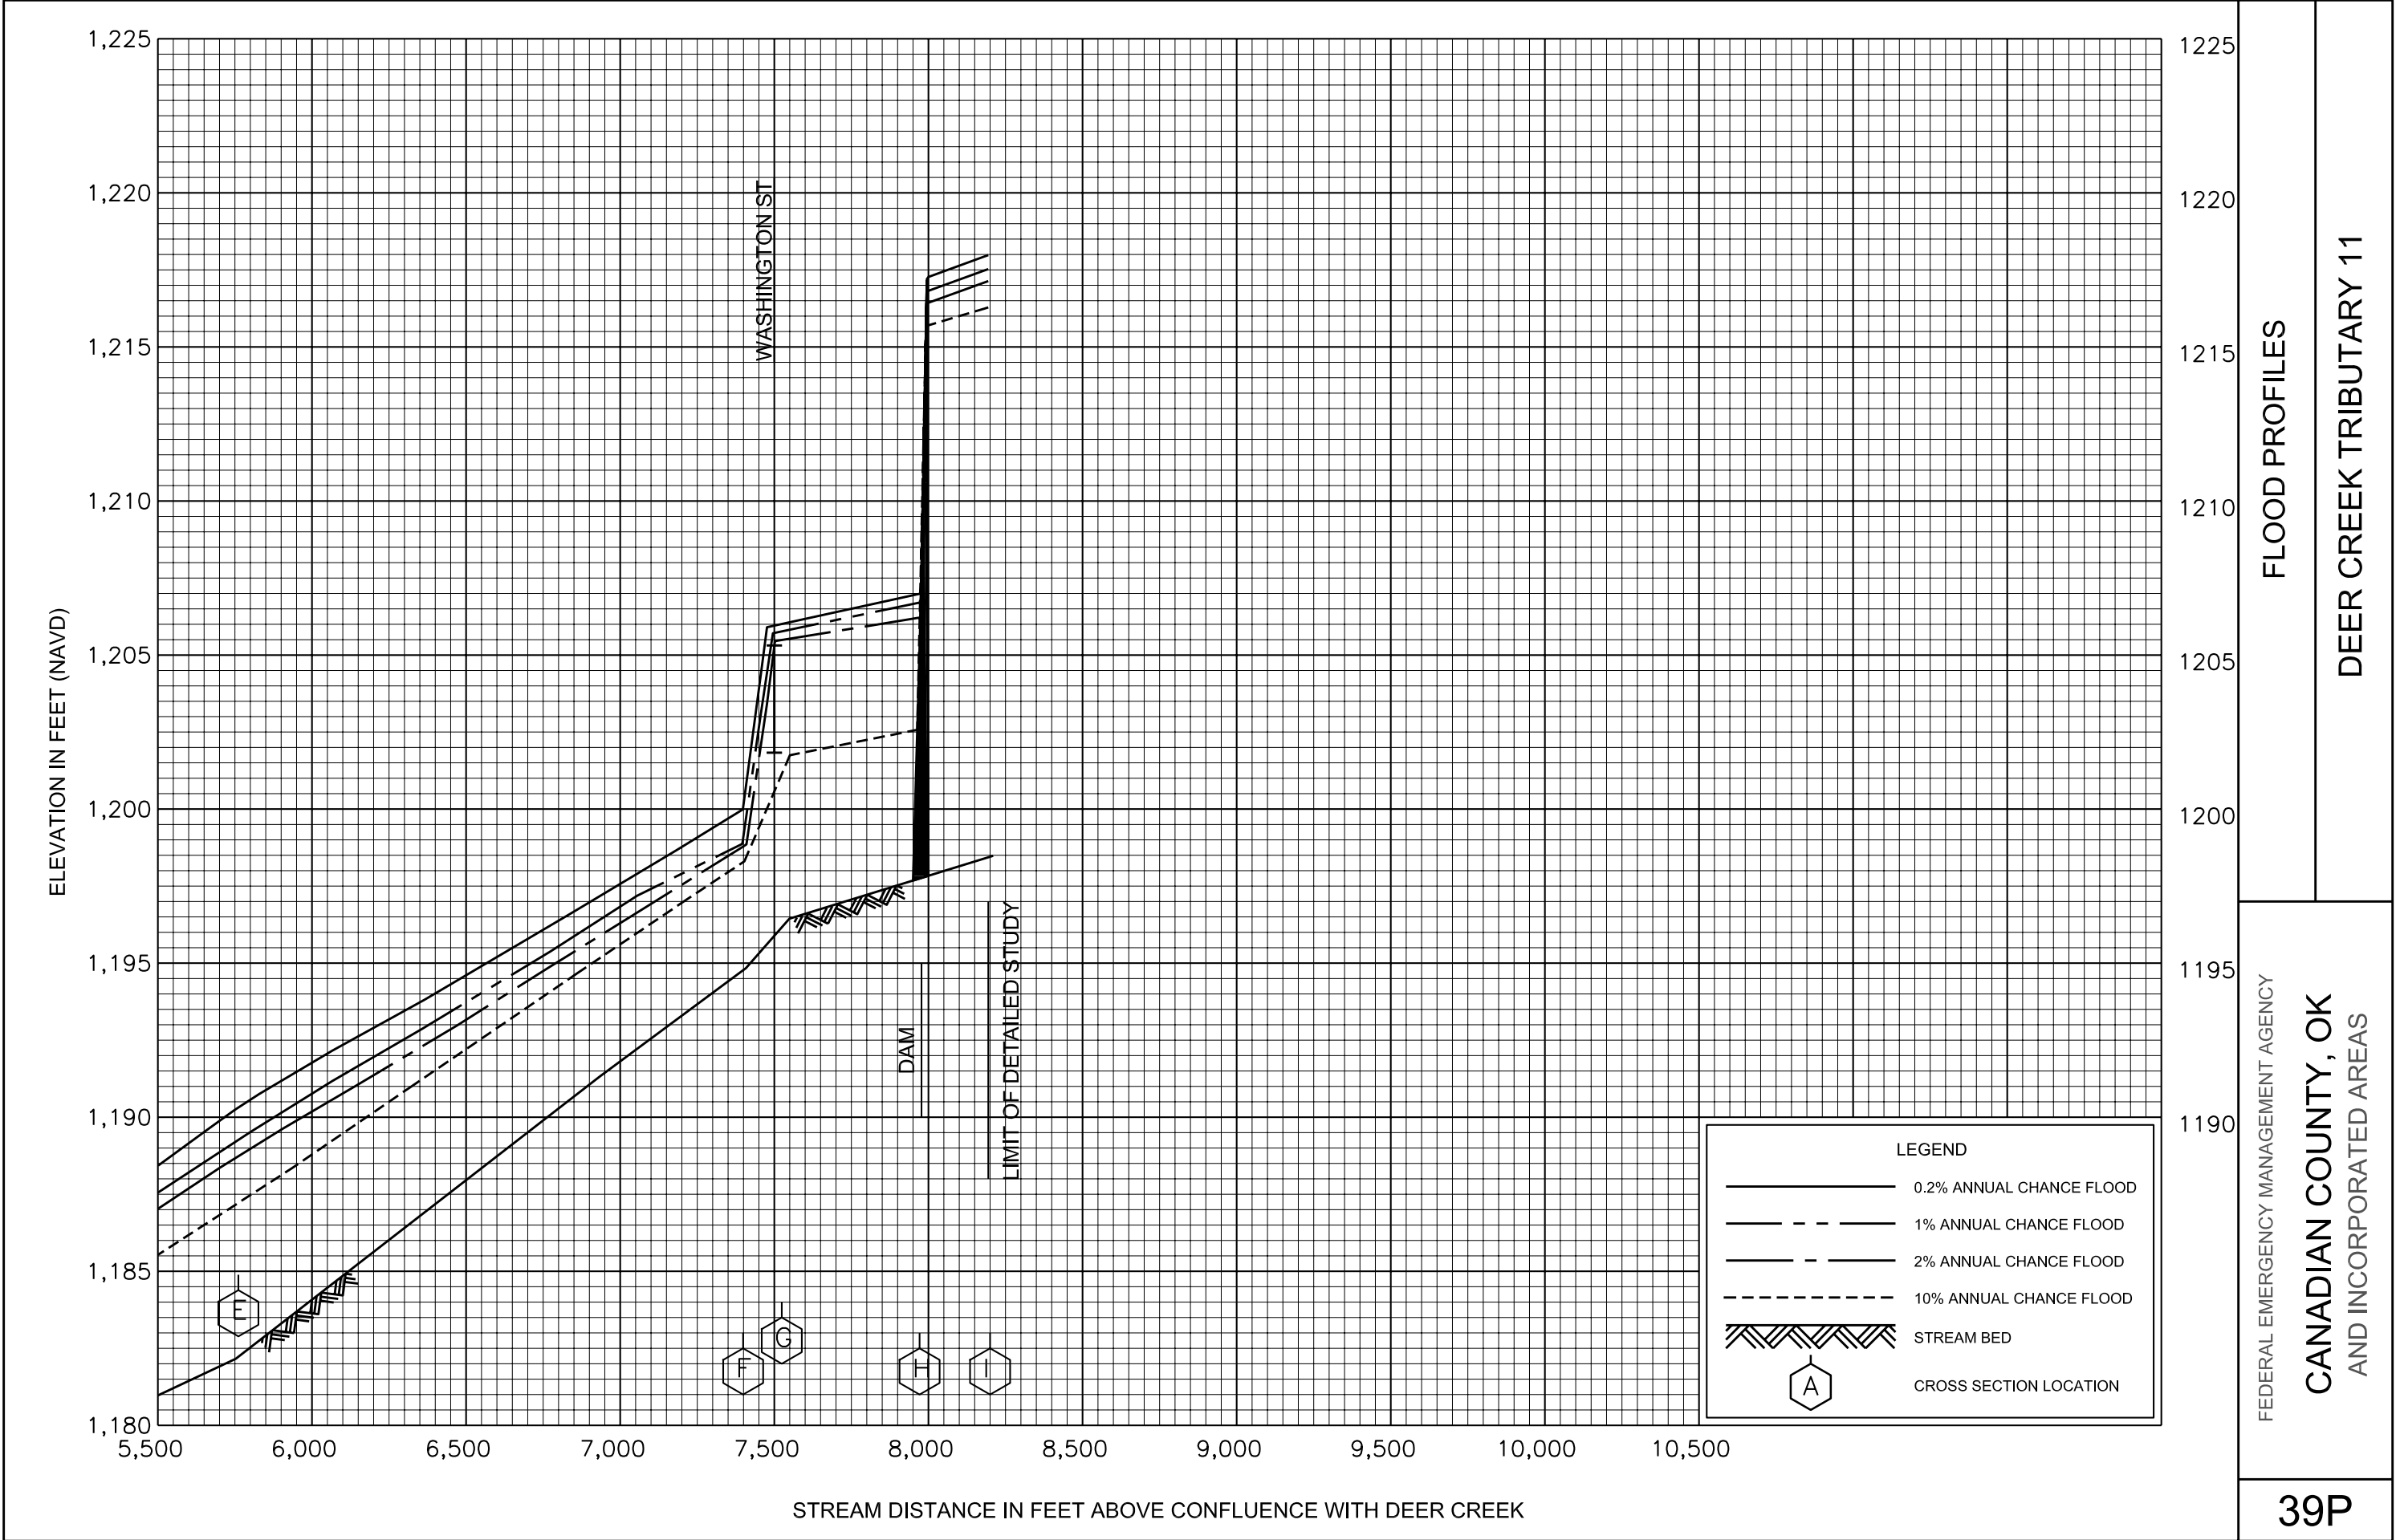 1,225
1,220
1,215
1,210
1,205
1,200
1,195
1,190
1,185
1,180
ELEVATION IN FEET (NAVD)
5,500
6,000
6,500
7,000
7,500
8,000
8,500
9,000
9,500
10,000
10,500
STREAM DISTANCE IN FEET ABOVE CONFLUENCE WITH DEER CREEK
WASHINGTON ST
DAM
LIMIT OF DETAILED STUDY
E
F
G
H
I
1225
1220
1215
1210
1205
1200
1195
1190
LEGEND
0.2% ANNUAL CHANCE FLOOD
1% ANNUAL CHANCE FLOOD
2% ANNUAL CHANCE FLOOD
10% ANNUAL CHANCE FLOOD
STREAM BED
A
CROSS SECTION LOCATION
FLOOD PROFILES
DEER CREEK TRIBUTARY 11
FEDERAL EMERGENCY MANAGEMENT AGENCY
CANADIAN COUNTY, OK
AND INCORPORATED AREAS
39P